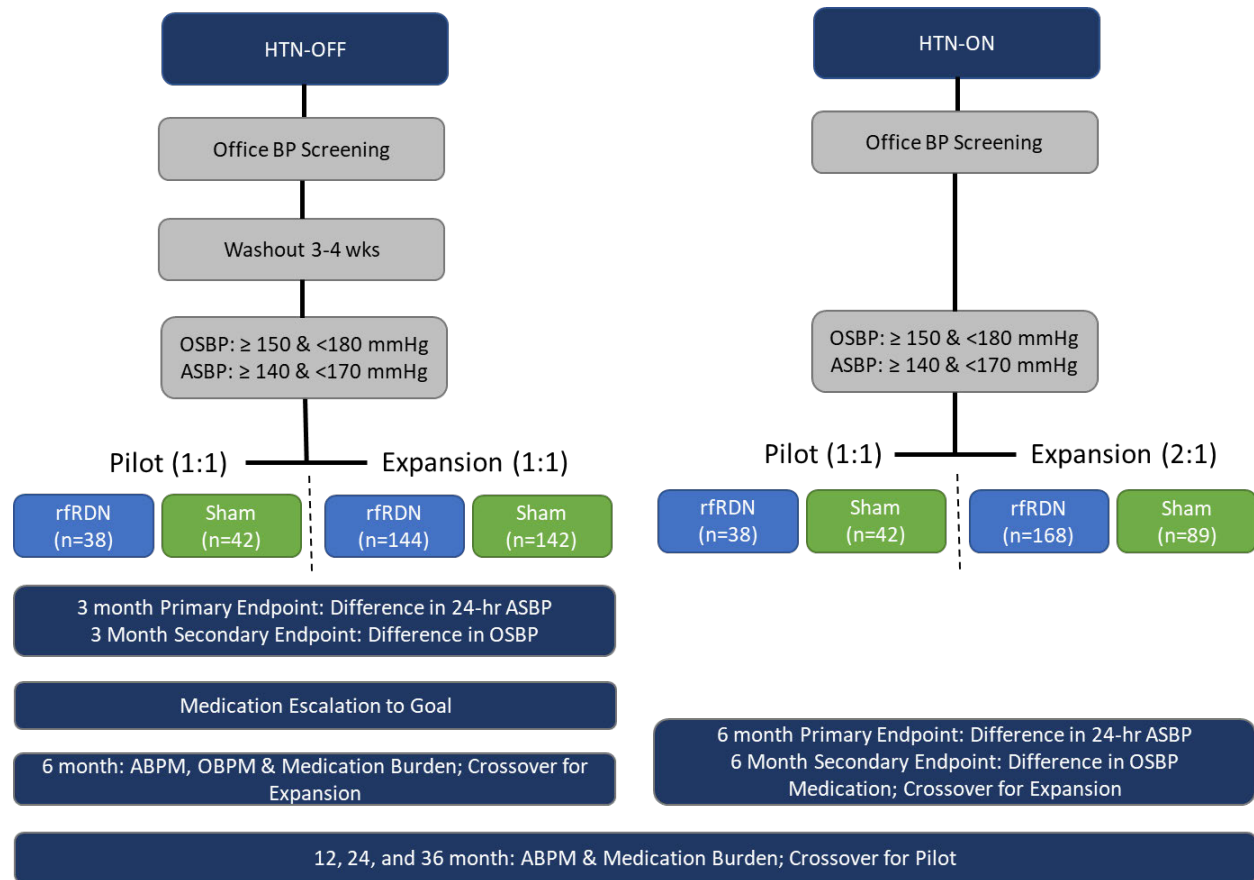 HTN-OFF
Office BP Screening
Washout 3-4 wks
OSBP: ≥ 150 & <180 mmHg
ASBP: ≥ 140 & <170 mmHg
Pilot (1:1)
Expansion (1:1)
rfRDN
(n=38)
Sham
(n=42)
rfRDN
(n=144)
Sham
(n=142)
3 month Primary Endpoint: Difference in 24-hr ASBP
3 Month Secondary Endpoint: Difference in OSBP
Medication Escalation to Goal
6 month: ABPM, OBPM & Medication Burden; Crossover for
Expansion
HTN-ON
Office BP Screening
OSBP: ≥ 150 & <180 mmHg
ASBP: ≥ 140 & <170 mmHg
Pilot (1:1)
Expansion (2:1)
rfRDN
(n=38)
Sham
(n=42)
rfRDN
(n=168)
Sham
(n=89)
6 month Primary Endpoint: Difference in 24-hr ASBP
6 Month Secondary Endpoint: Difference in OSBP
Medication; Crossover for Expansion
12, 24, and 36 month: ABPM & Medication Burden; Crossover for Pilot